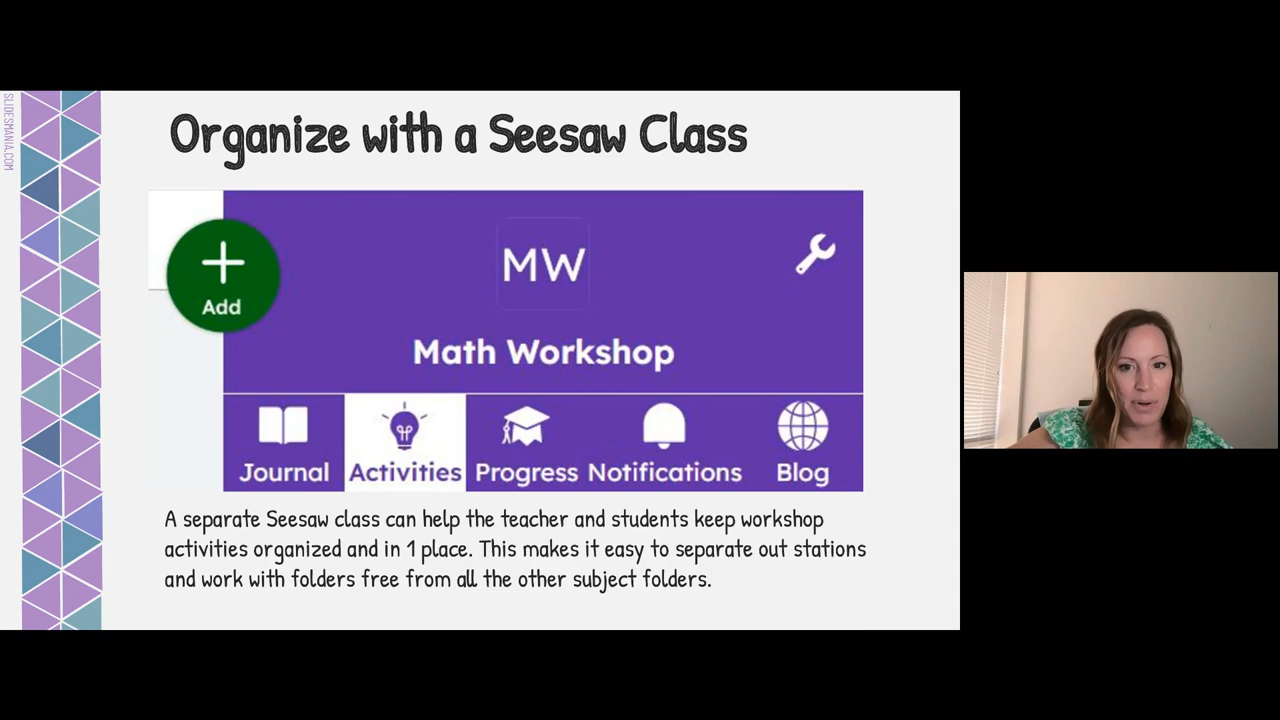 SLIDESMANIA.COM
Organize with a Seesaw Class
Add
MW
Math Workshop
Journal Activities Progress Notifications Blog
A separate Seesaw class can help the teacher and students keep workshop
activities organized and in 1 place. This makes it easy to separate out stations
and work with folders free from all the other subject folders.